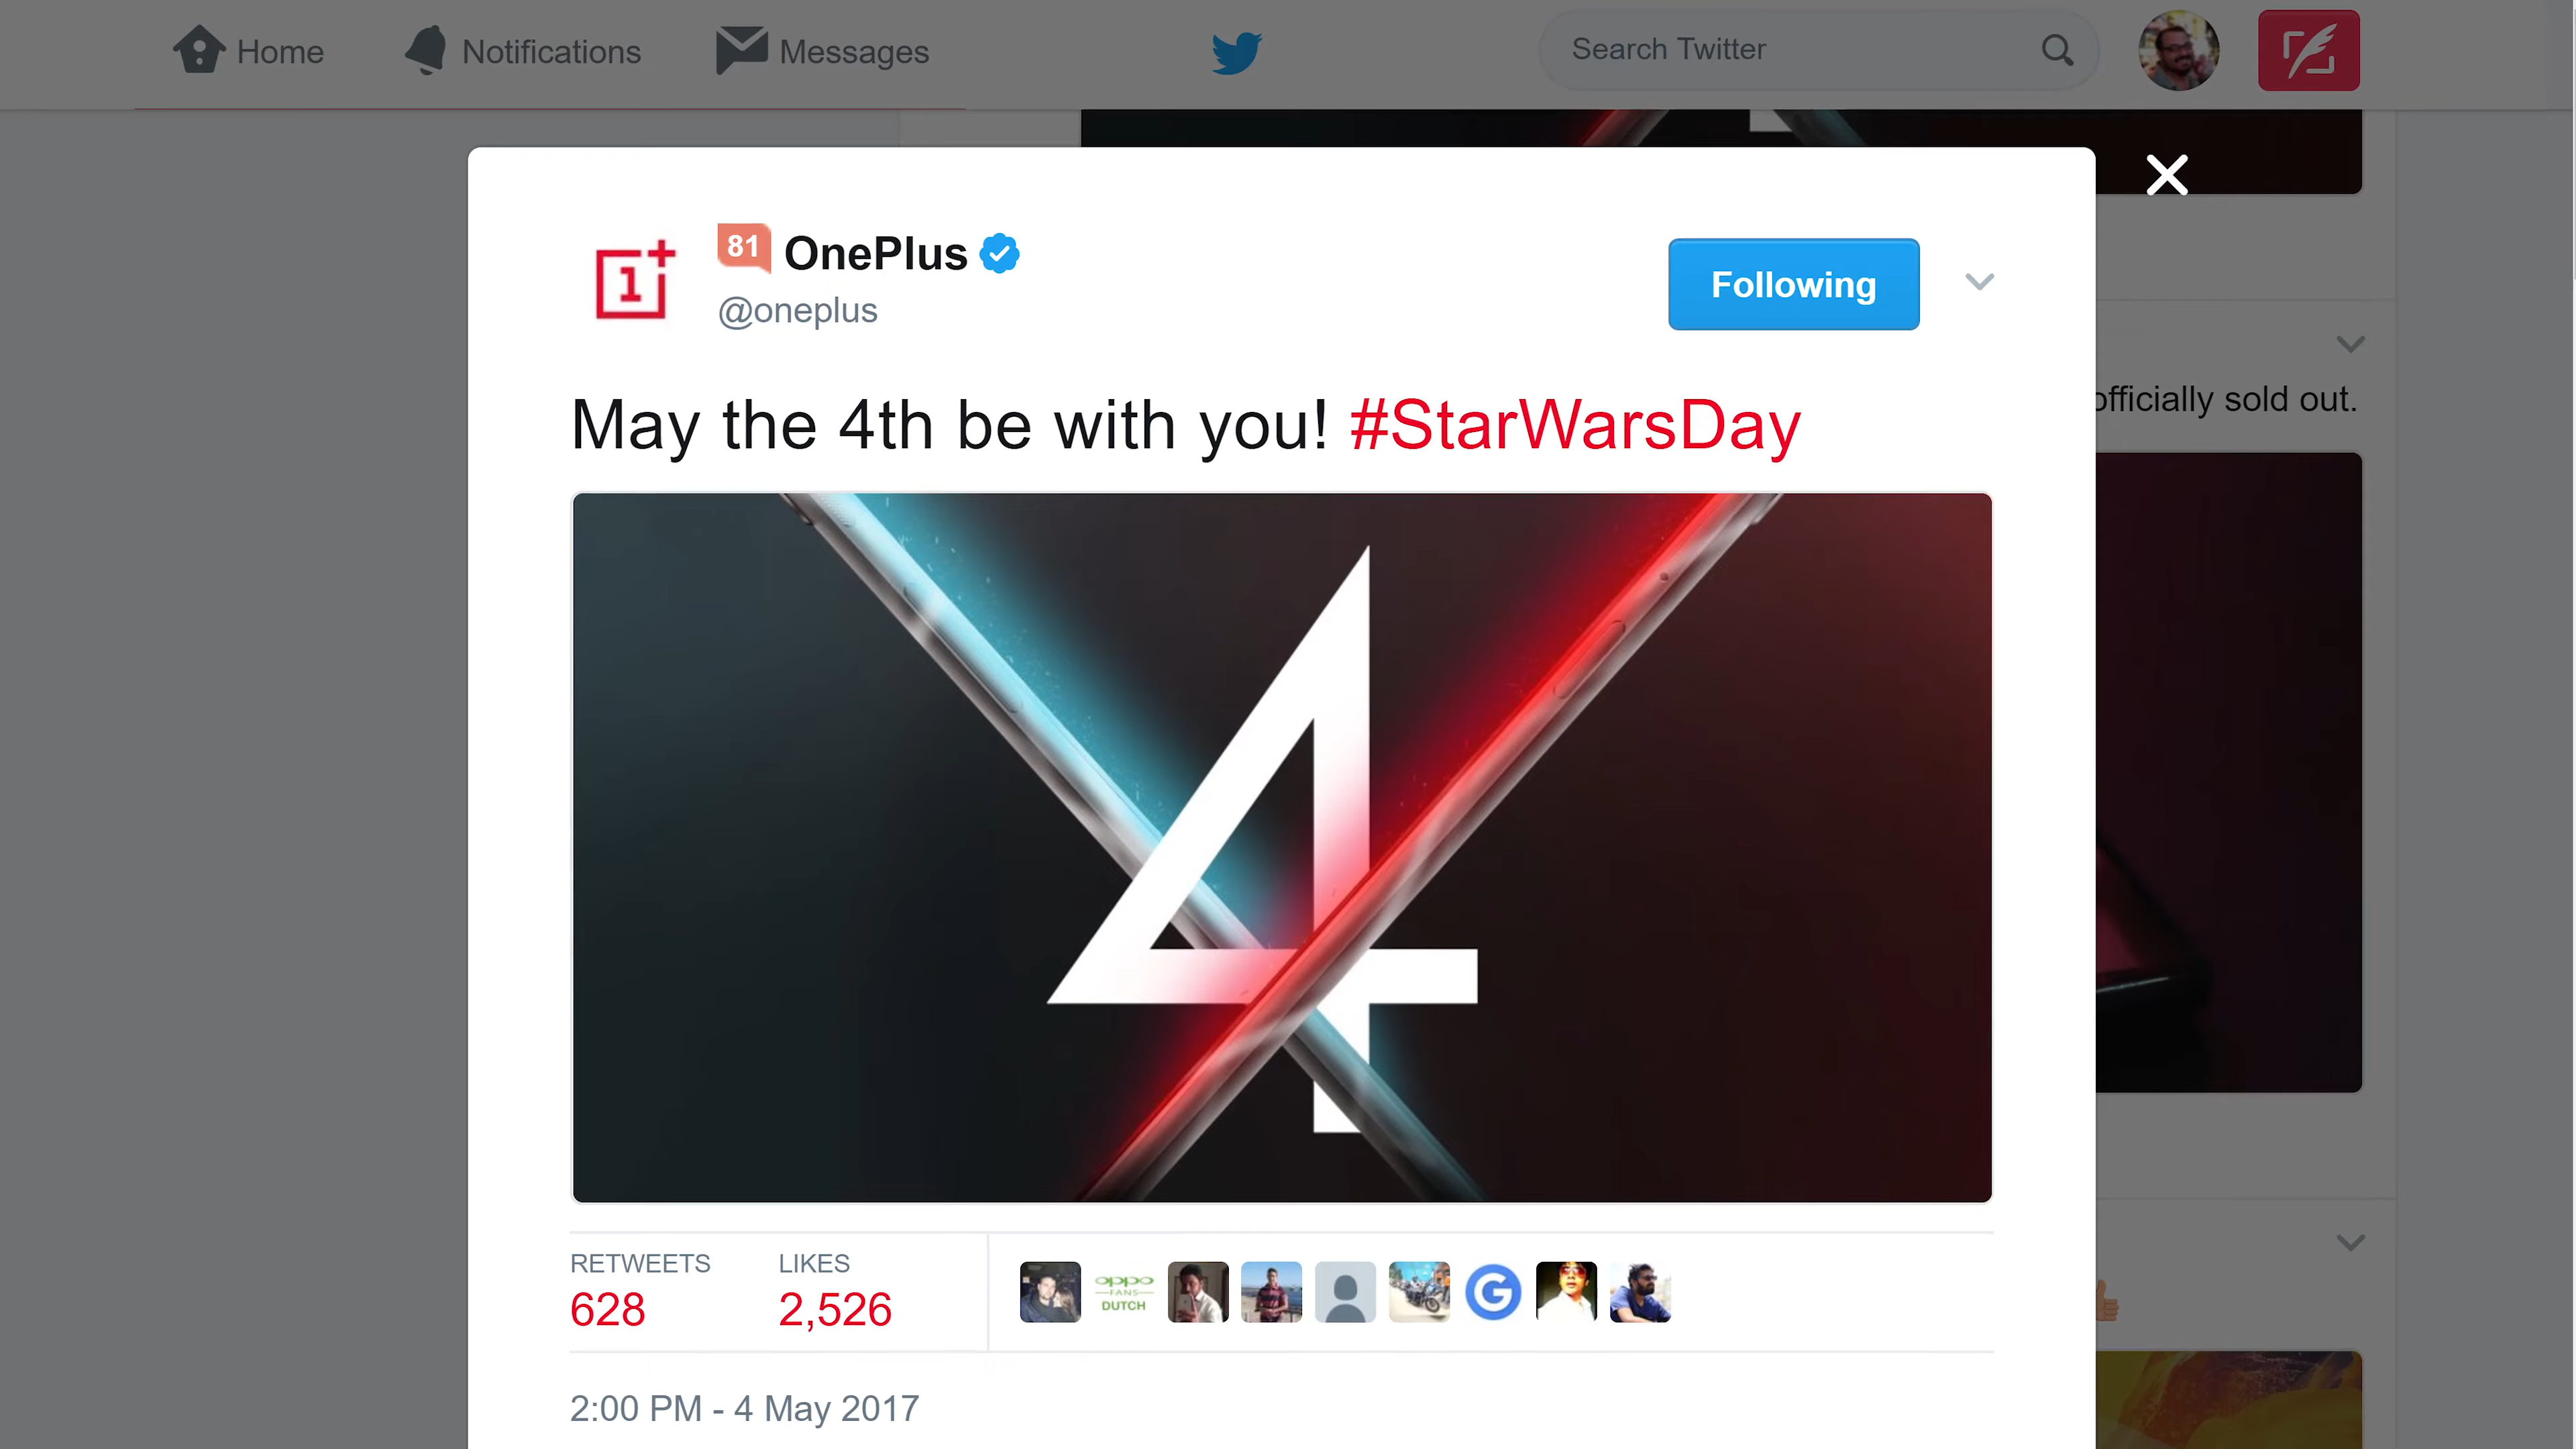 Home
Notifications
Messages
Search Twitter
81 OnePlus
@oneplus
Following
officially sold out.
May the 4th be with you! #StarWarsDay
4
RETWEETS
628
LIKES
2,526
oppo
FANS
DUTCH
G
2:00 PM - 4 May 2017